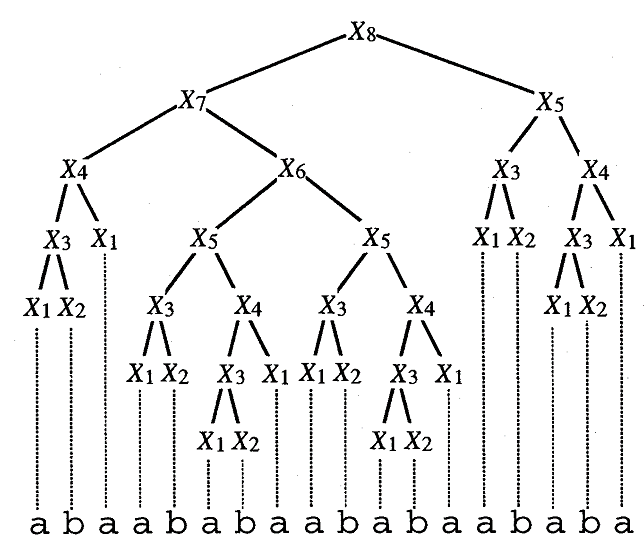 X8
X7 X5
X4 X6 X3 X4
X3 X1 X5 X5 X1 X2 X3 X1
X1 X2 X3 X4 X3 X4 X1 X2
X1 X2 X3 X1 X1 X2 X3 X1
X1 X2 X1 X2
a b a a b a b a a b a b a a b a b a